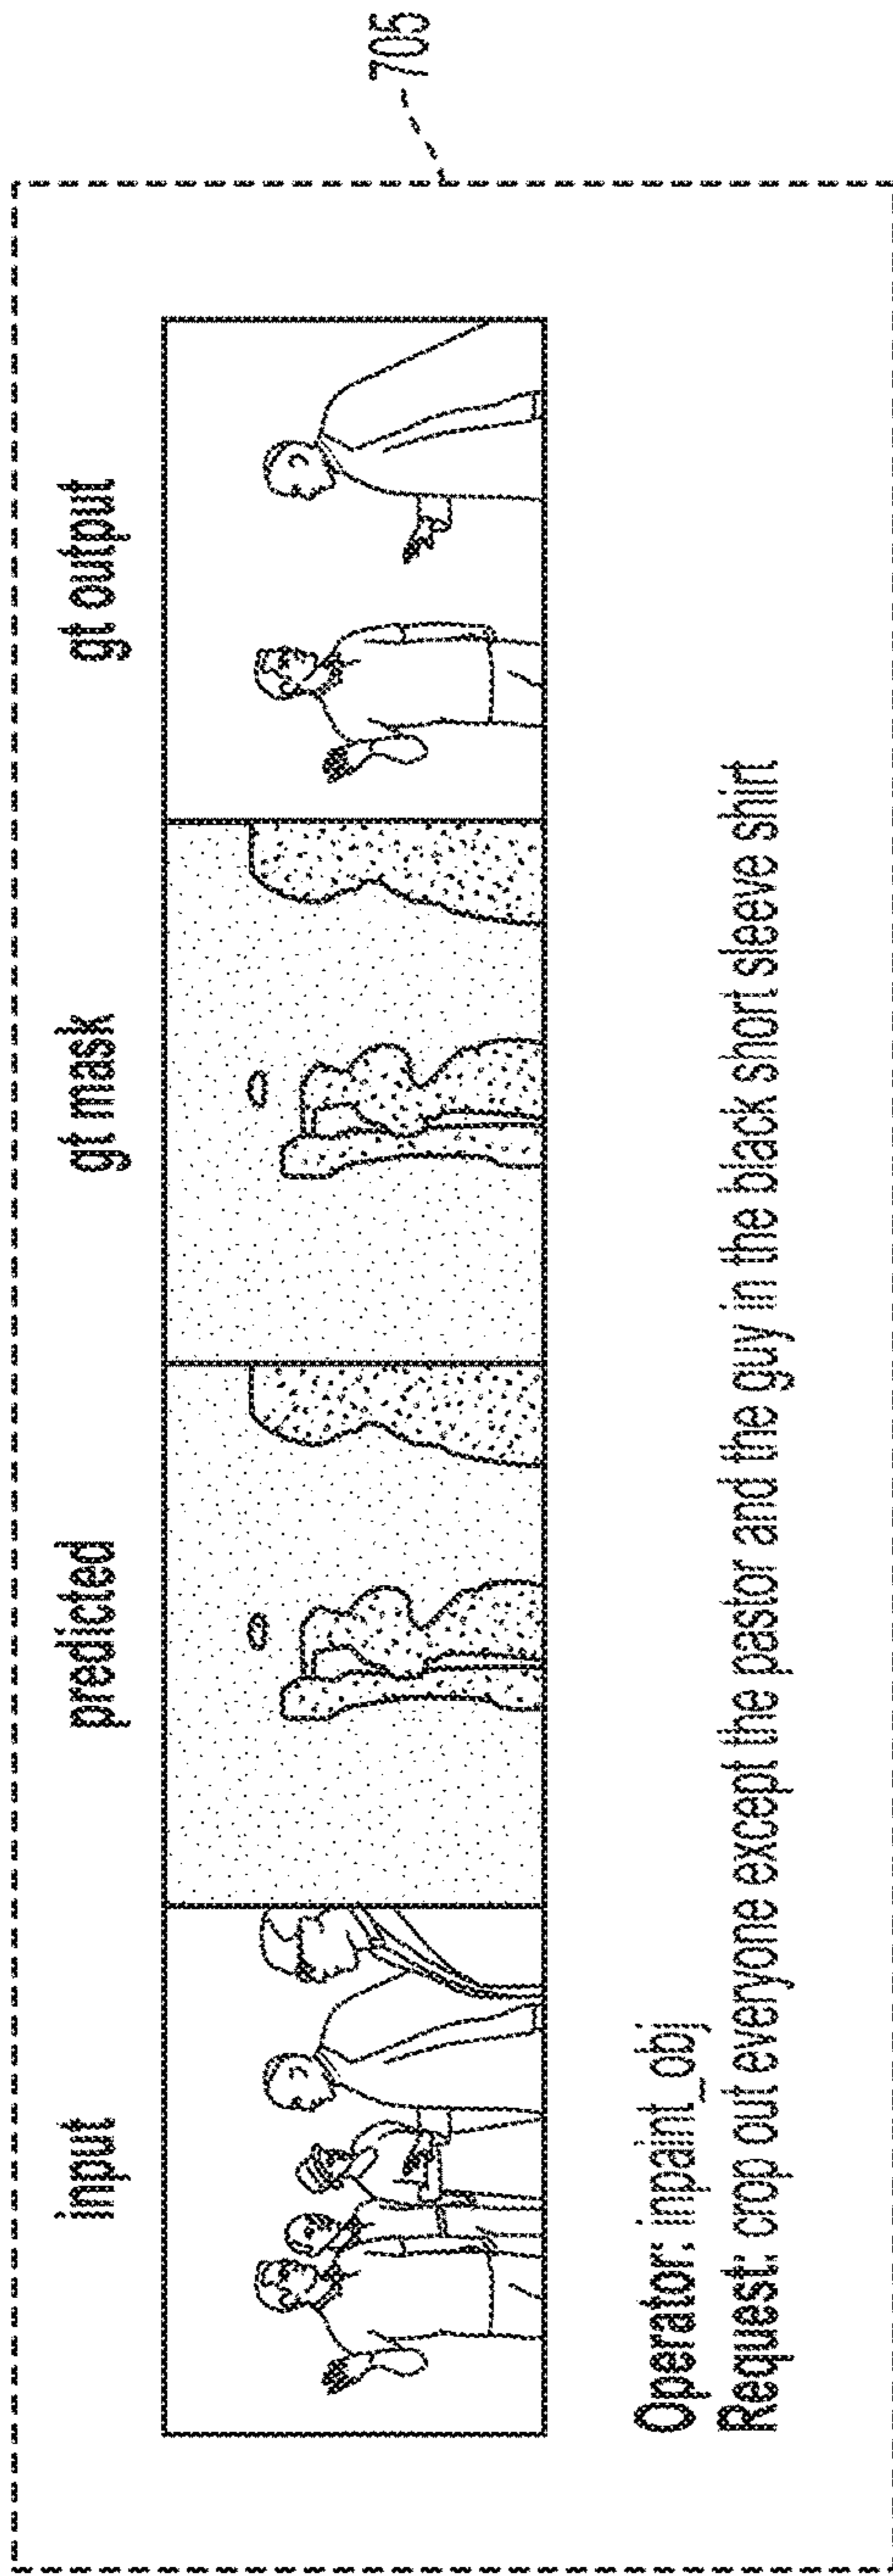 705
input predicted gt mask gt output
Operator: inpaint_obj
Request: crop out everyone except the pastor and the guy in the black short sleeve shirt